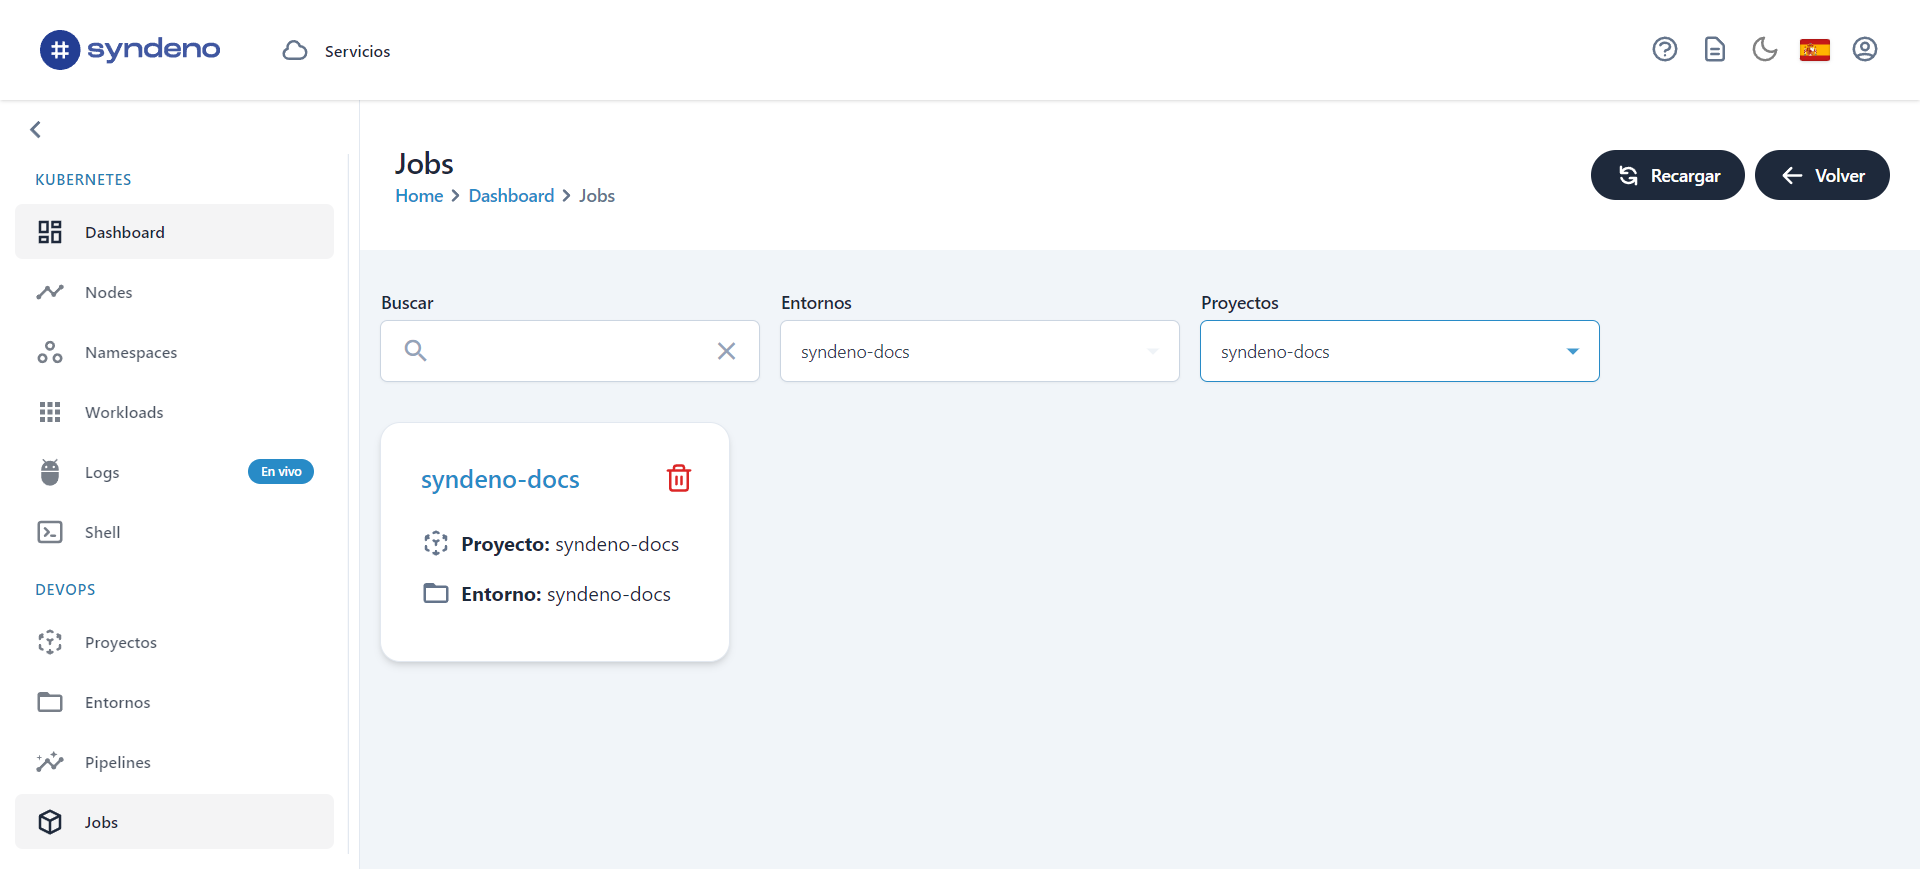 syndeno
Servicios
KUBERNETES
Dashboard
Nodes
Namespaces
Workloads
Logs
En vivo
Shell
DEVOPS
Proyectos
Entornos
Pipelines
Jobs
Jobs
Home > Dashboard > Jobs
Recargar
Volver
Buscar
Entornos
syndeno-docs
Proyectos
syndeno-docs
syndeno-docs
Proyecto: syndeno-docs
Entorno: syndeno-docs